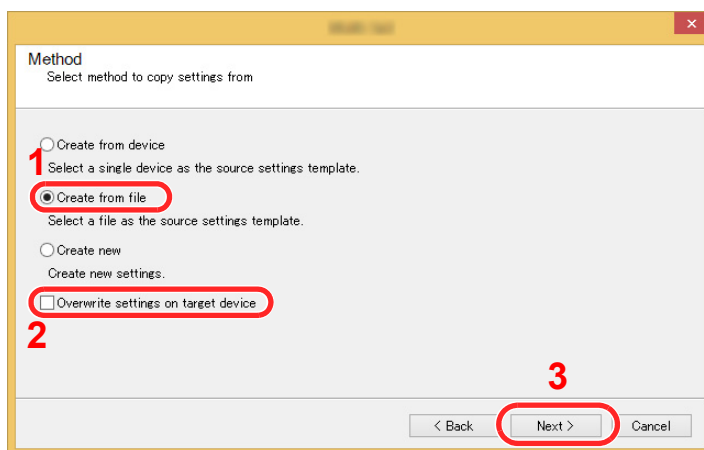 Method
Select method to copy settings from
Create from device
1
Select a single device as the source settings template.
Create from file
Select a file as the source settings template.
Create new
Create new settings.
Overwrite settings on target device
2
3
< Back Next > Cancel